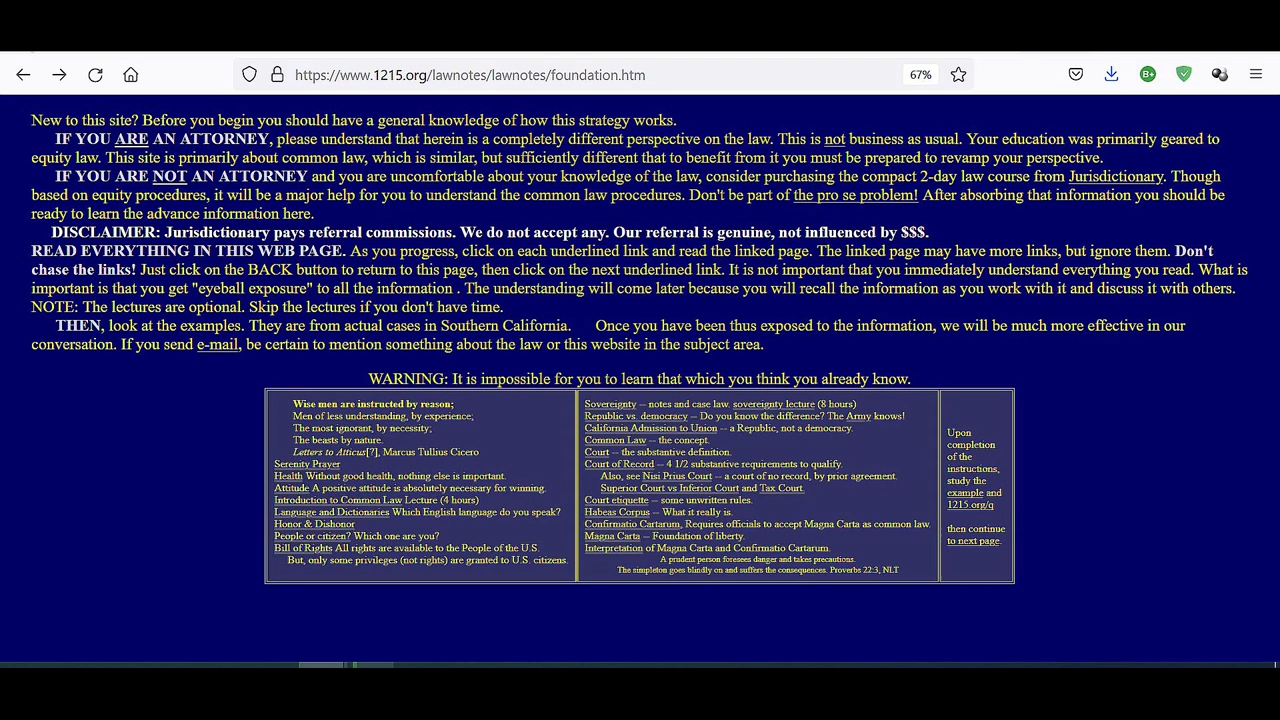 https://www.1215.org/lawnotes/lawnotes/foundation.htm
67%
New to this site? Before you begin you should have a general knowledge of how this strategy works.
IF YOU ARE AN ATTORNEY, please understand that herein is a completely different perspective on the law. This is not business as usual. Your education was primarily geared to
equity law. This site is primarily about common law, which is similar, but sufficiently different that to benefit from it you must be prepared to revamp your perspective.
IF YOU ARE NOT AN ATTORNEY and you are uncomfortable about your knowledge of the law, consider purchasing the compact 2-day law course from Jurisdictionary. Though
based on equity procedures, it will be a major help for you to understand the common law procedures. Don't be part of the pro se problem! After absorbing that information you should be
ready to learn the advance information here.
DISCLAIMER: Jurisdictionary pays referral commissions. We do not accept any. Our referral is genuine, not influenced by $$$.
READ EVERYTHING IN THIS WEB PAGE. As you progress, click on each underlined link and read the linked page. The linked page may have more links, but ignore them. Don't
chase the links! Just click on the BACK button to return to this page, then click on the next underlined link. It is not important that you immediately understand everything you read. What is
important is that you get "eyeball exposure" to all the information . The understanding will come later because you will recall the information as you work with it and discuss it with others.
NOTE: The lectures are optional. Skip the lectures if you don't have time.
THEN, look at the examples. They are from actual cases in Southern California. Once you have been thus exposed to the information, we will be much more effective in our
conversation. If you send e-mail, be certain to mention something about the law or this website in the subject area.
WARNING: It is impossible for you to learn that which you think you already know.
Wise men are instructed by reason;
Men of less understanding, by experience;
The most ignorant, by necessity;
The beasts by nature.
Letters to Atticus[?], Marcus Tullius Cicero
Serenity Prayer
Health Without good health, nothing else is important.
Attitude A positive attitude is absolutely necessary for winning.
Introduction to Common Law Lecture (4 hours)
Language and Dictionaries Which English language do you speak?
Honor & Dishonor
People or citizen? Which one are you?
Bill of Rights All rights are available to the People of the U.S.
But, only some privileges (not rights) are granted to U.S. citizens.
Sovereignty -- notes and case law, sovereignty lecture (8 hours)
Republic vs. democracy -- Do you know the difference? The Army knows!
California Admission to Union -- a Republic, not a democracy.
Common Law -- the concept.
Court -- the substantive definition.
Court of Record -- 4 1/2 substantive requirements to qualify.
Also, see Nisi Prius Court -- a court of no record, by prior agreement.
Superior Court vs Inferior Court and Tax Court.
Court etiquette -- some unwritten rules.
Habeas Corpus -- What it really is.
Confirmatio Cartarum, Requires officials to accept Magna Carta as common law.
Magna Carta -- Foundation of liberty.
Interpretation of Magna Carta and Confirmatio Cartarum.
A prudent person foresees danger and takes precautions.
The simpleton goes blindly on and suffers the consequences. Proverbs 22:3, NLT
Upon
completion
of the
instructions,
study the
example and
1215.org/q
then continue
to next page.